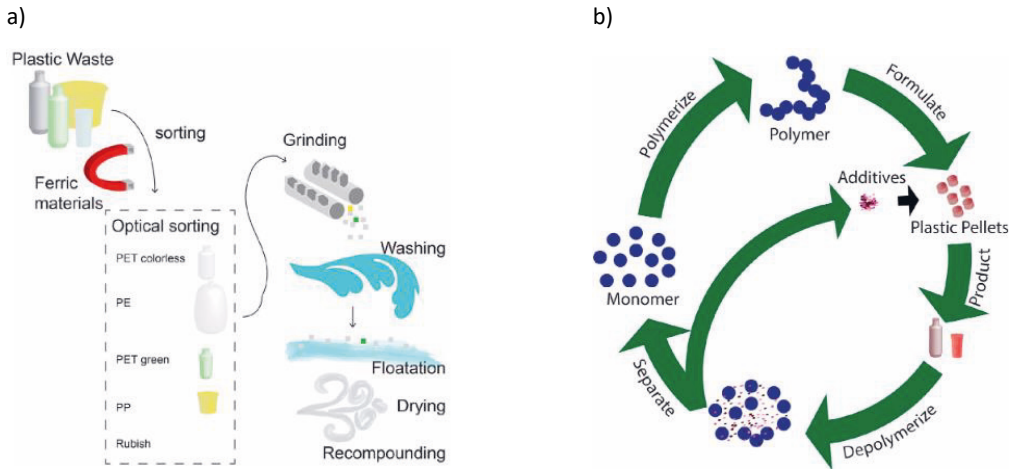 a)
Plastic Waste
sorting
Ferric
materials
Optical sorting
PET colorless
PE
PET green
PP
Rubish
Grinding
Washing
Floatation
Drying
Recompounding
b)
Polymerize
Polymer
Formulate
Additives
Plastic Pellets
Monomer
Product
Separate
Depolymerize